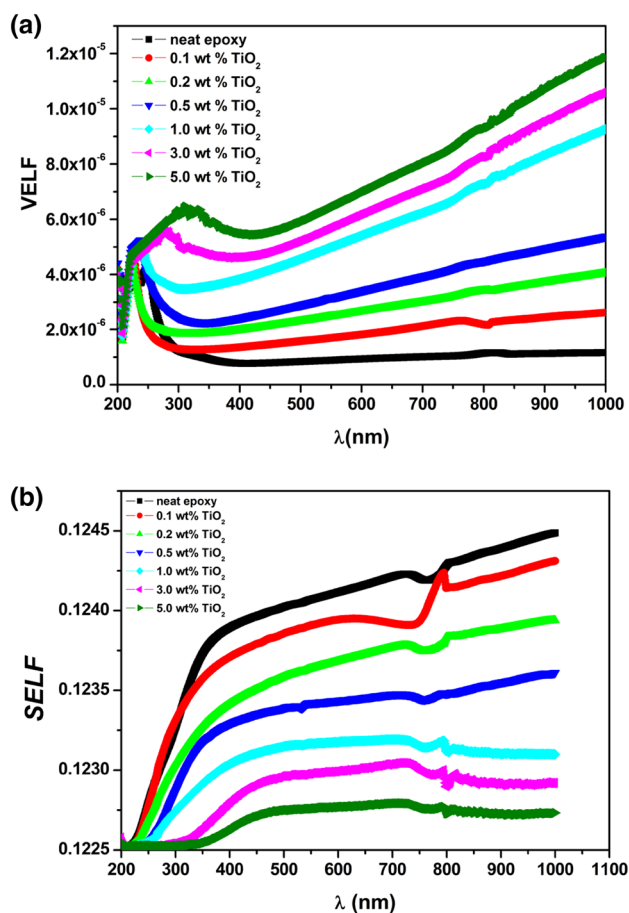 (a)
neat epoxy
0.1 wt % TiO2
0.2 wt % TiO2
0.5 wt % TiO2
1.0 wt % TiO2
3.0 wt % TiO2
5.0 wt % TiO2
VELF
1.2x10-5
1.0x10-5
8.0x10-6
6.0x10-6
4.0x10-6
2.0x10-6
0.0
200 300 400 500 600 700 800 900 1000
λ(nm)
(b)
neat epoxy
0.1 wt% TiO2
0.2 wt% TiO2
0.5 wt% TiO2
1.0 wt% TiO2
3.0 wt% TiO2
5.0 wt% TiO2
SELF
0.1245
0.1240
0.1235
0.1230
0.1225
200 300 400 500 600 700 800 900 1000 1100
λ (nm)